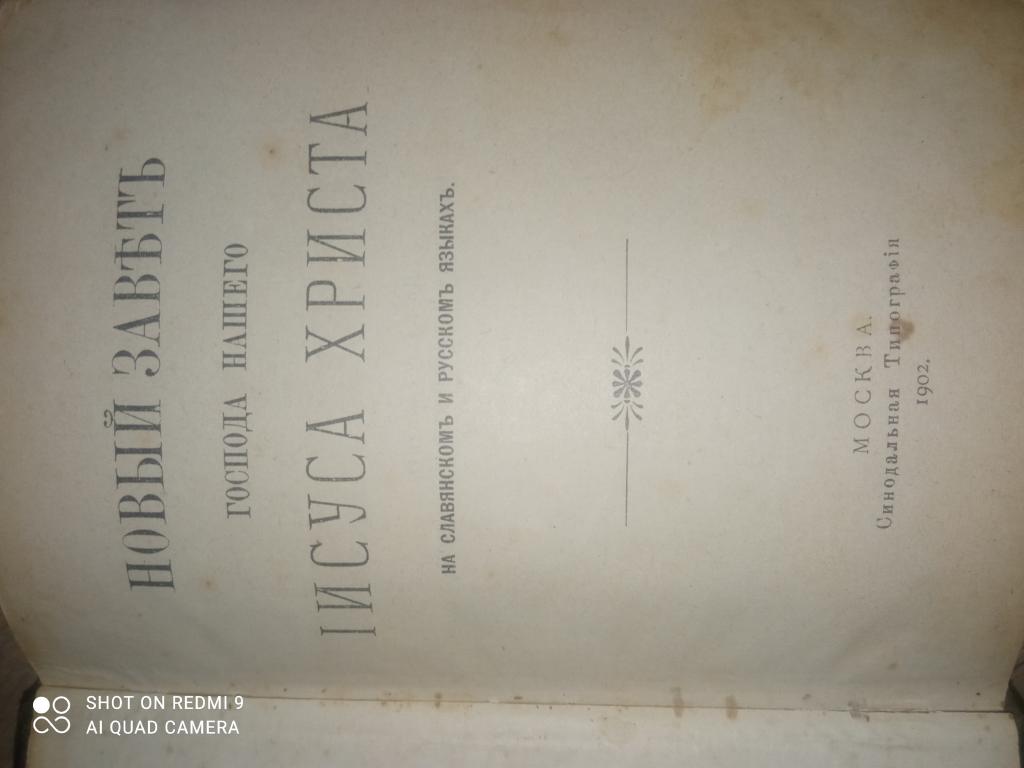 НОВЫЙ ЗАВѢТЪ
ГОСПОДА НАШЕГО
ІИСУСА ХРИСТА
НА СЛАВЯНСКОМЪ И РУССКОМЪ ЯЗЫКАХЪ.
МОСКВА.
Синодальная Типографія
1902.
SHOT ON REDMI 9
AI QUAD CAMERA